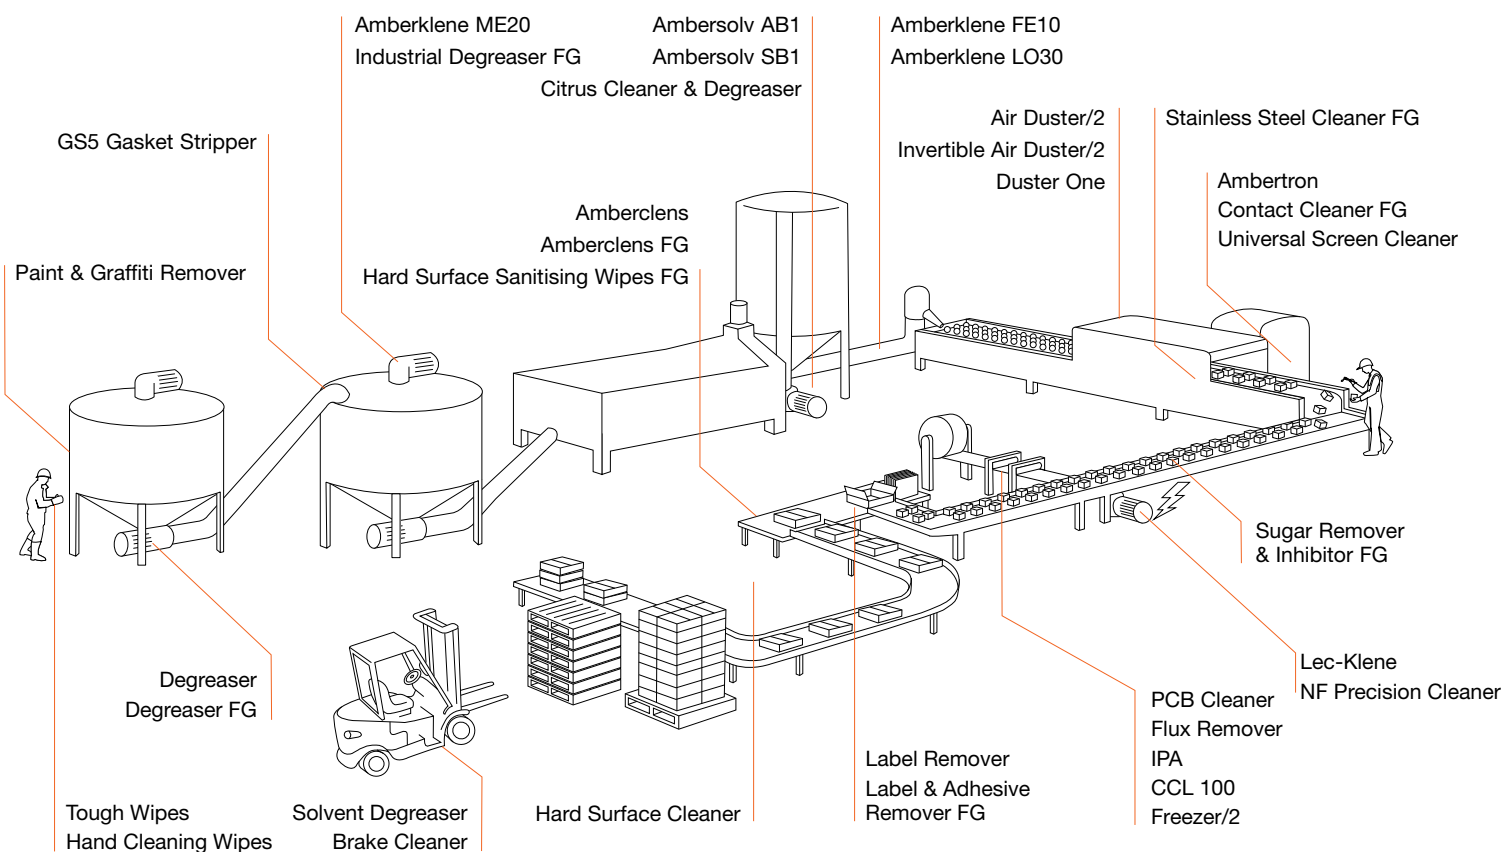 Amberklene ME20
Industrial Degreaser FG
Ambersolv AB1
Ambersolv SB1
Citrus Cleaner & Degreaser
Amberklene FE10
Amberklene LO30
Air Duster/2
Invertible Air Duster/2
Duster One
Stainless Steel Cleaner FG
GS5 Gasket Stripper
Ambertron
Contact Cleaner FG
Universal Screen Cleaner
Amberclens
Amberclens FG
Hard Surface Sanitising Wipes FG
Paint & Graffiti Remover
Sugar Remover
& Inhibitor FG
Degreaser
Degreaser FG
Lec-Klene
NF Precision Cleaner
PCB Cleaner
Flux Remover
IPA
CCL 100
Freezer/2
Label Remover
Label & Adhesive
Remover FG
Hard Surface Cleaner
Solvent Degreaser
Brake Cleaner
Tough Wipes
Hand Cleaning Wipes